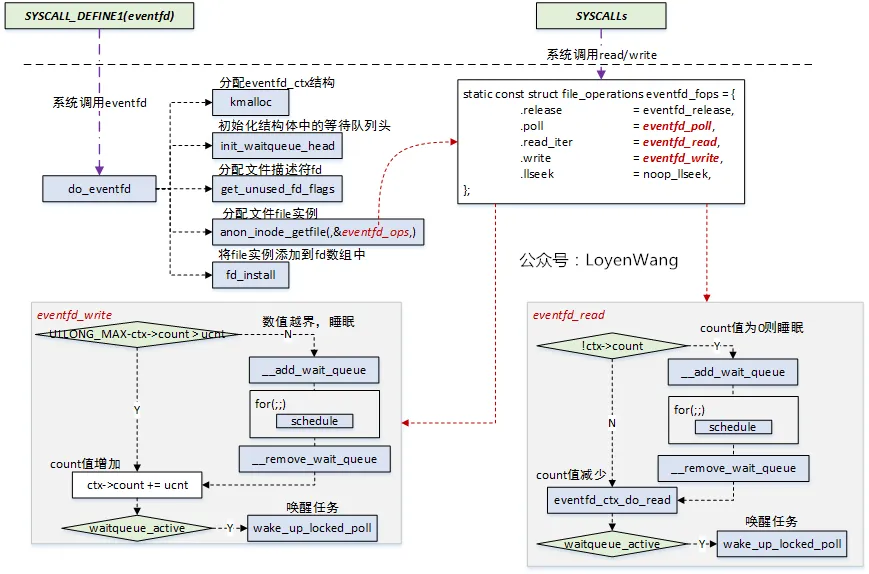 SYSCALL_DEFINE1(eventfd)
SYSCALLs
系统调用read/write
系统调用eventfd
do_eventfd
分配eventfd_ctx结构
kmalloc
初始化结构体中的等待队列头
init_waitqueue_head
分配文件描述符fd
get_unused_fd_flags
分配文件file实例
anon_inode_getfile(,&eventfd_ops,)
将file实例添加到fd数组中
fd_install
static const struct file_operations eventfd_fops = {
.release = eventfd_release,
.poll = eventfd_poll,
.read_iter = eventfd_read,
.write = eventfd_write,
.llseek = noop_llseek,
};
公众号：LoyenWang
eventfd_write
ULLONG_MAX-ctx->count > ucnt
数值越界，睡眠
N
__add_wait_queue
for(;;)
schedule
__remove_wait_queue
Y
count值增加
ctx->count += ucnt
waitqueue_active
Y
唤醒任务
wake_up_locked_poll
eventfd_read
!ctx->count
count值为0则睡眠
Y
__add_wait_queue
for(;;)
schedule
__remove_wait_queue
N
count值减少
eventfd_ctx_do_read
waitqueue_active
Y
唤醒任务
wake_up_locked_poll